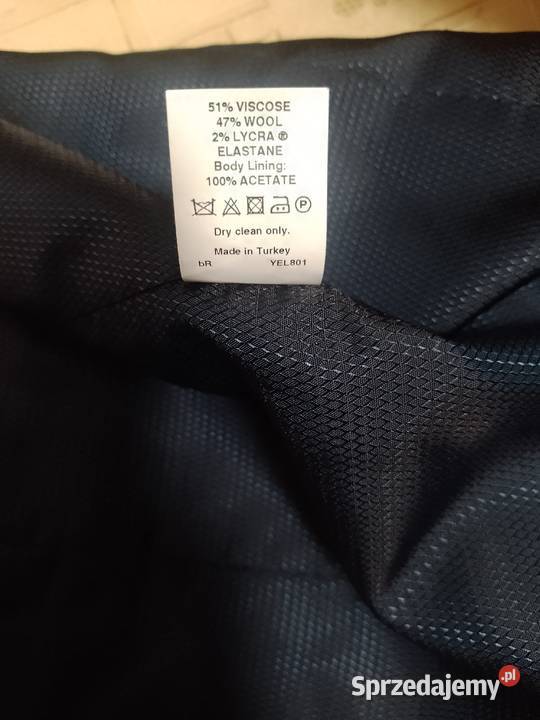 51% VISCOSE
47% WOOL
2% LYCRA ®
ELASTANE
Body Lining:
100% ACETATE
P
Dry clean only.
Made in Turkey
bR YEL801
Sprzedajemy.pl